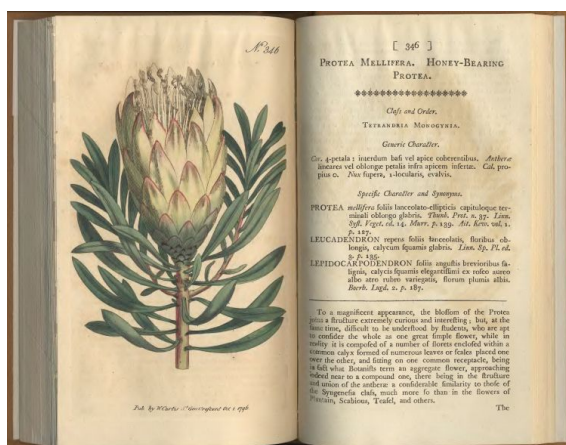 No. 346
Pub. by W. Curtis St. Geo: Crescent Oct 1. 1796
[ 346 ]
PROTEA MELLIFERA. HONEY-BEARING
PROTEA.
Claſs and Order.
TETRANDRIA MONOGYNIA.
Generic Character.
Cor. 4-petala; interdum baſi vel apice cohærentibus. Antheræ
lineares vel oblongæ petalis infra apicem inſertæ. Cal. pro-
pius 0. Nux ſupera, 1-locularis, evalvis.
Specific Character and Synonyms.
PROTEA mellifera foliis lanceolato-ellipticis capituloque ter-
minali oblongo glabris. Thunb. Prot. n. 37. Linn.
Syſt. Veget. ed. 14. Murr. p. 139. Ait. Kew. vol. 1.
p. 127.
LEUCADENDRON repens foliis lanceolatis, floribus ob-
longis, calycum ſquamis glabris. Linn. Sp. Pl. ed.
3. p. 135.
LEPIDOCARPODENDRON foliis anguſtis brevioribus ſa-
lignis, calycis ſquamis elegantiſſimi ex roſeo aureo
albo atro rubro variegatis, florum plumis albis.
Boerh. Lugd. 2. p. 187.
To a magnificent appearance, the bloſſom of the Protea
joins a ſtructure extremely curious and intereſting; but, at the
ſame time, difficult to be underſtood by ſtudents, who are apt
to conſider the whole as one great ſimple flower, while in
reality it is compoſed of a number of florets encloſed within a
common calyx formed of numerous leaves or ſcales placed one
over the other, and ſitting on one common receptacle, being
in fact what Botaniſts term an aggregate flower, approaching
indeed near to a compound one, there being in the ſtructure
and union of the antheræ a conſiderable ſimilarity to thoſe of
the Syngeneſia claſs, much more ſo than in the flowers of
Plantain, Scabious, Teaſel, and others.
The